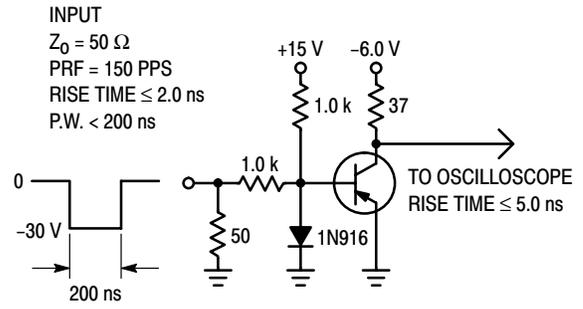 INPUT
Z₀ = 50 Ω
PRF = 150 PPS
RISE TIME ≤ 2.0 ns
P.W. < 200 ns
+15 V
−6.0 V
1.0 k
37
1.0 k
0
−30 V
50
1N916
TO OSCILLOSCOPE
RISE TIME ≤ 5.0 ns
200 ns